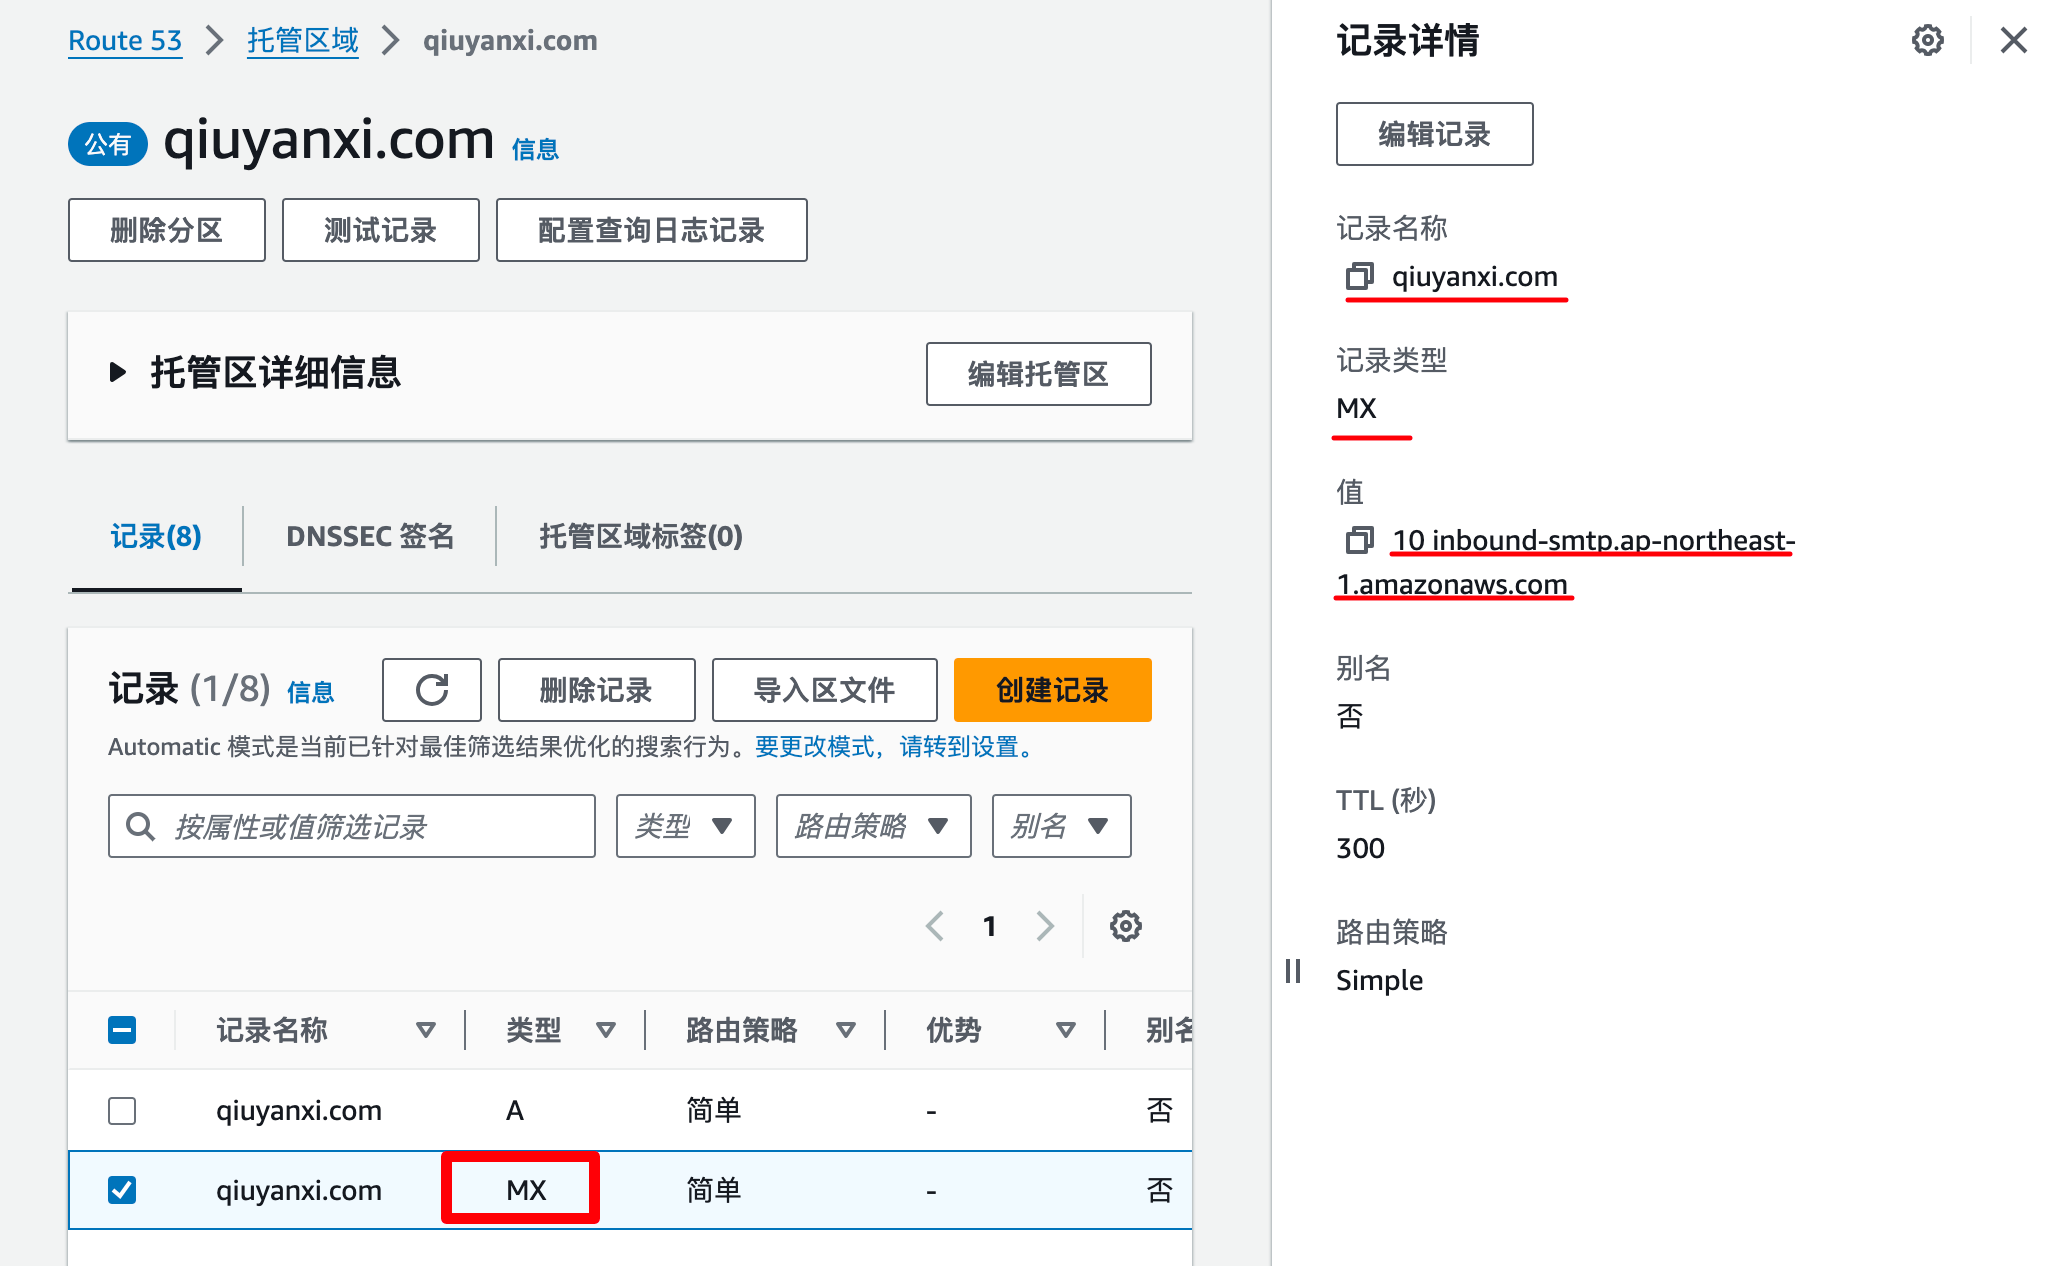 Route 53 > 托管区域 > qiuyanxi.com
公有 qiuyanxi.com 信息
删除分区 测试记录 配置查询日志记录
托管区详细信息 编辑托管区
记录(8) DNSSEC 签名 托管区域标签(0)
记录 (1/8) 信息 删除记录 导入区文件 创建记录
Automatic 模式是当前已针对最佳筛选结果优化的搜索行为。要更改模式，请转到设置。
按属性或值筛选记录 类型 路由策略 别名
1
记录名称 类型 路由策略 优势 别名
qiuyanxi.com A 简单 - 否
qiuyanxi.com MX 简单 - 否
记录详情
编辑记录
记录名称
qiuyanxi.com
记录类型
MX
值
10 inbound-smtp.ap-northeast-
1.amazonaws.com
别名
否
TTL (秒)
300
路由策略
Simple